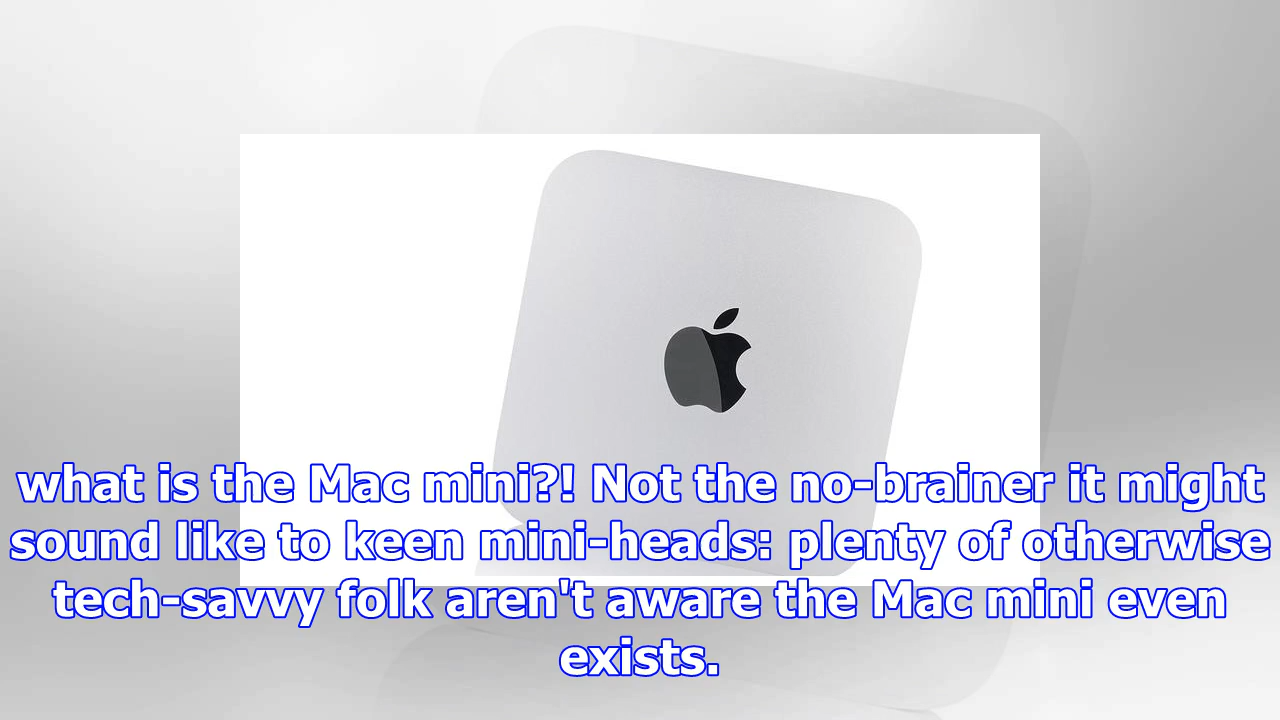 what is the Mac mini?! Not the no-brainer it might
sound like to keen mini-heads: plenty of otherwise
tech-savvy folk aren't aware the Mac mini even
exists.